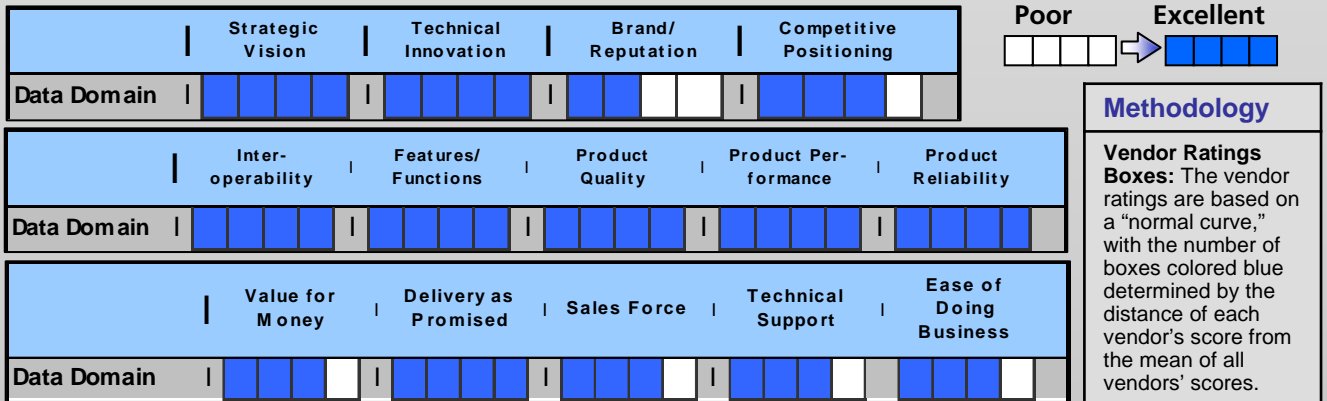 Strategic Vision
Technical Innovation
Brand/ Reputation
Competitive Positioning
Data Domain
Inter-operability
Features/ Functions
Product Quality
Product Per-formance
Product Reliability
Data Domain
Value for Money
Delivery as Promised
Sales Force
Technical Support
Ease of Doing Business
Data Domain
Poor Excellent
Methodology
Vendor Ratings
Boxes: The vendor
ratings are based on
a “normal curve,”
with the number of
boxes colored blue
determined by the
distance of each
vendor’s score from
the mean of all
vendors’ scores.